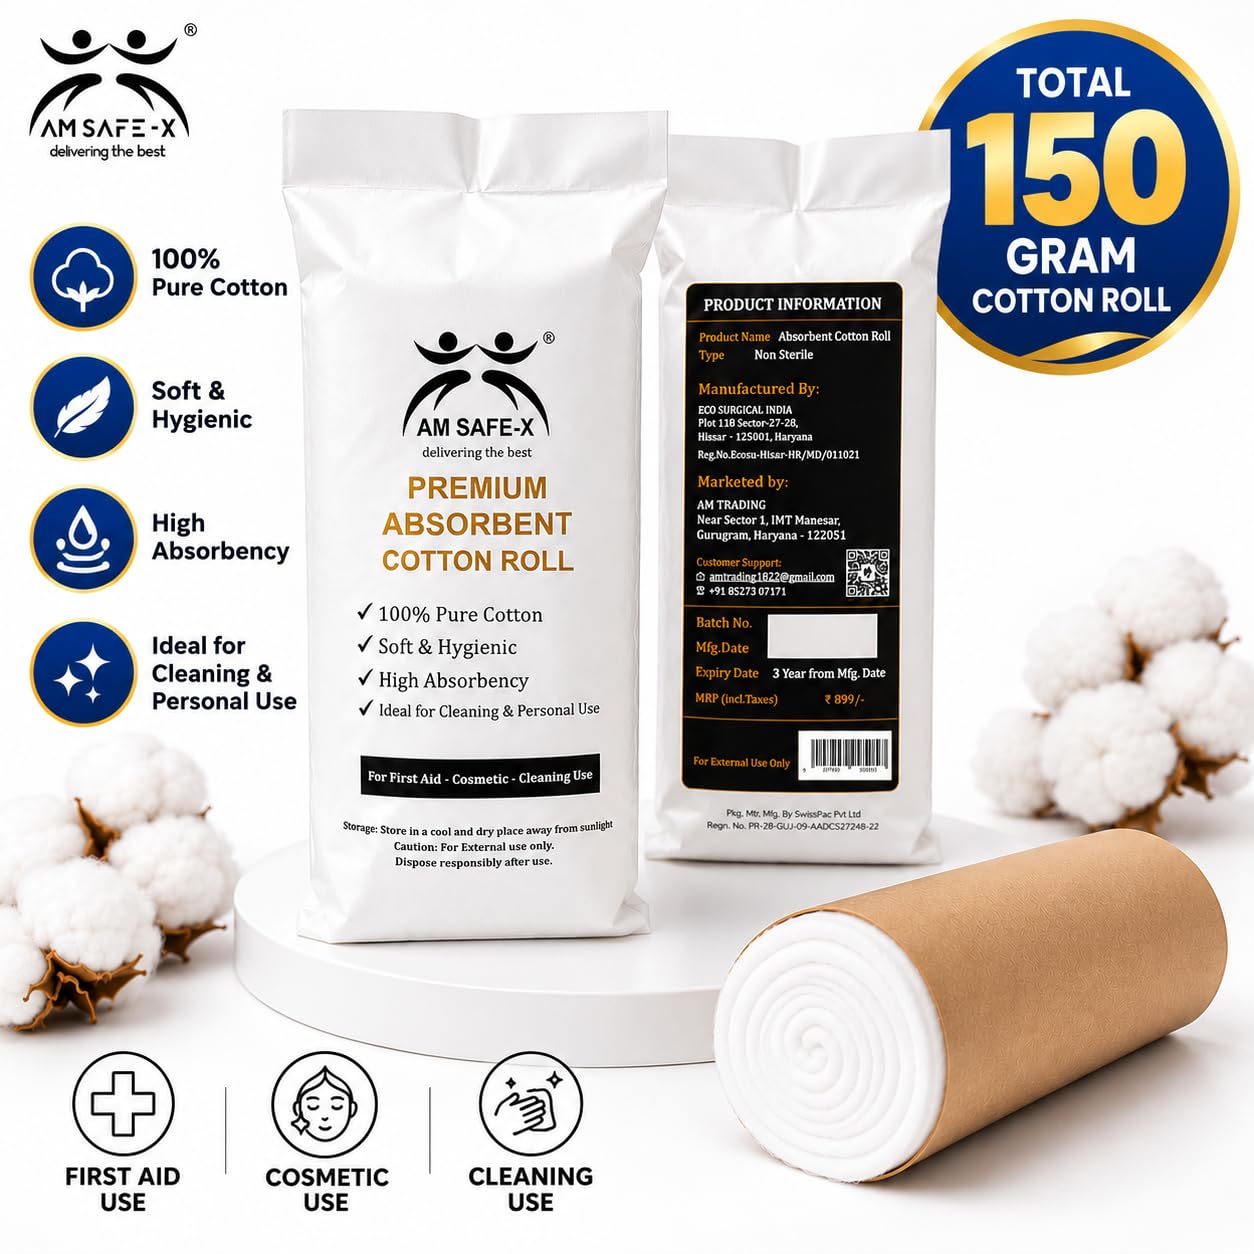 ®
AM SAFE-X
delivering the best
TOTAL
150
GRAM
COTTON ROLL
100%
Pure Cotton
Soft &
Hygienic
High
Absorbency
Ideal for
Cleaning &
Personal Use
®
AM SAFE-X
delivering the best
PREMIUM
ABSORBENT
COTTON ROLL
✓ 100% Pure Cotton
✓ Soft & Hygienic
✓ High Absorbency
✓ Ideal for Cleaning & Personal Use
For First Aid - Cosmetic - Cleaning Use
Storage: Store in a cool and dry place away from sunlight
Caution: For External use only.
Dispose responsibly after use.
PRODUCT INFORMATION
Product Name Absorbent Cotton Roll
Type Non Sterile
Manufactured By:
ECO SURGICAL INDIA
Plot 118 Sector-27-28,
Hissar - 125001, Haryana
Reg.No.Ecosu-Hisar-HR/MD/011021
Marketed by:
AM TRADING
Near Sector 1, IMT Manesar,
Gurugram, Haryana - 122051
Customer Support:
amtrading1822@gmail.com
+91 85273 07171
Batch No.
Mfg.Date
Expiry Date 3 Year from Mfg. Date
MRP (incl.Taxes) ₹ 899/-
For External Use Only
Pkg, Mtr, Mfg. By SwissPac Pvt Ltd
Regn. No. PR-28-GUJ-09-AADCS27248-22
FIRST AID
USE
COSMETIC
USE
CLEANING
USE